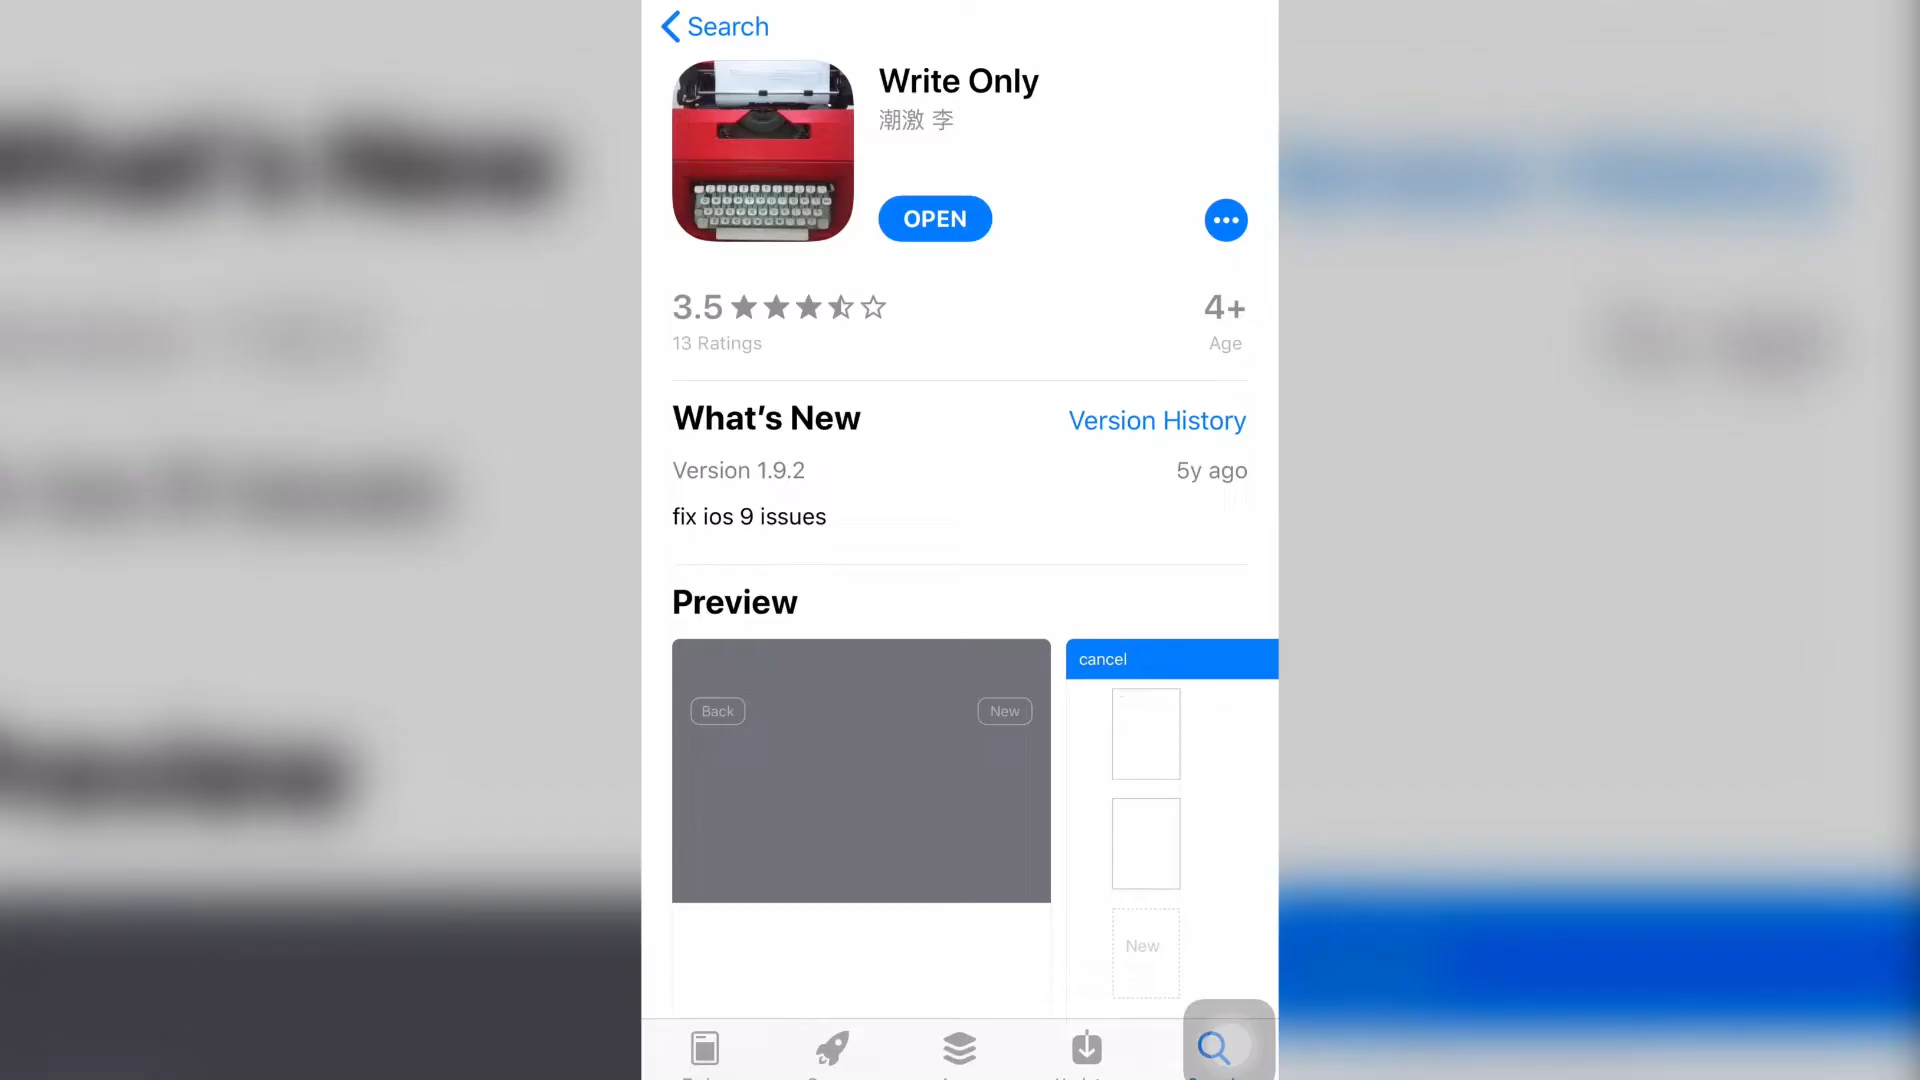 Search
Write Only
潮激 李
OPEN
3.5
4+
13 Ratings
Age
What's New
Version History
Version 1.9.2
5y ago
fix ios 9 issues
Preview
cancel
Back
New
New